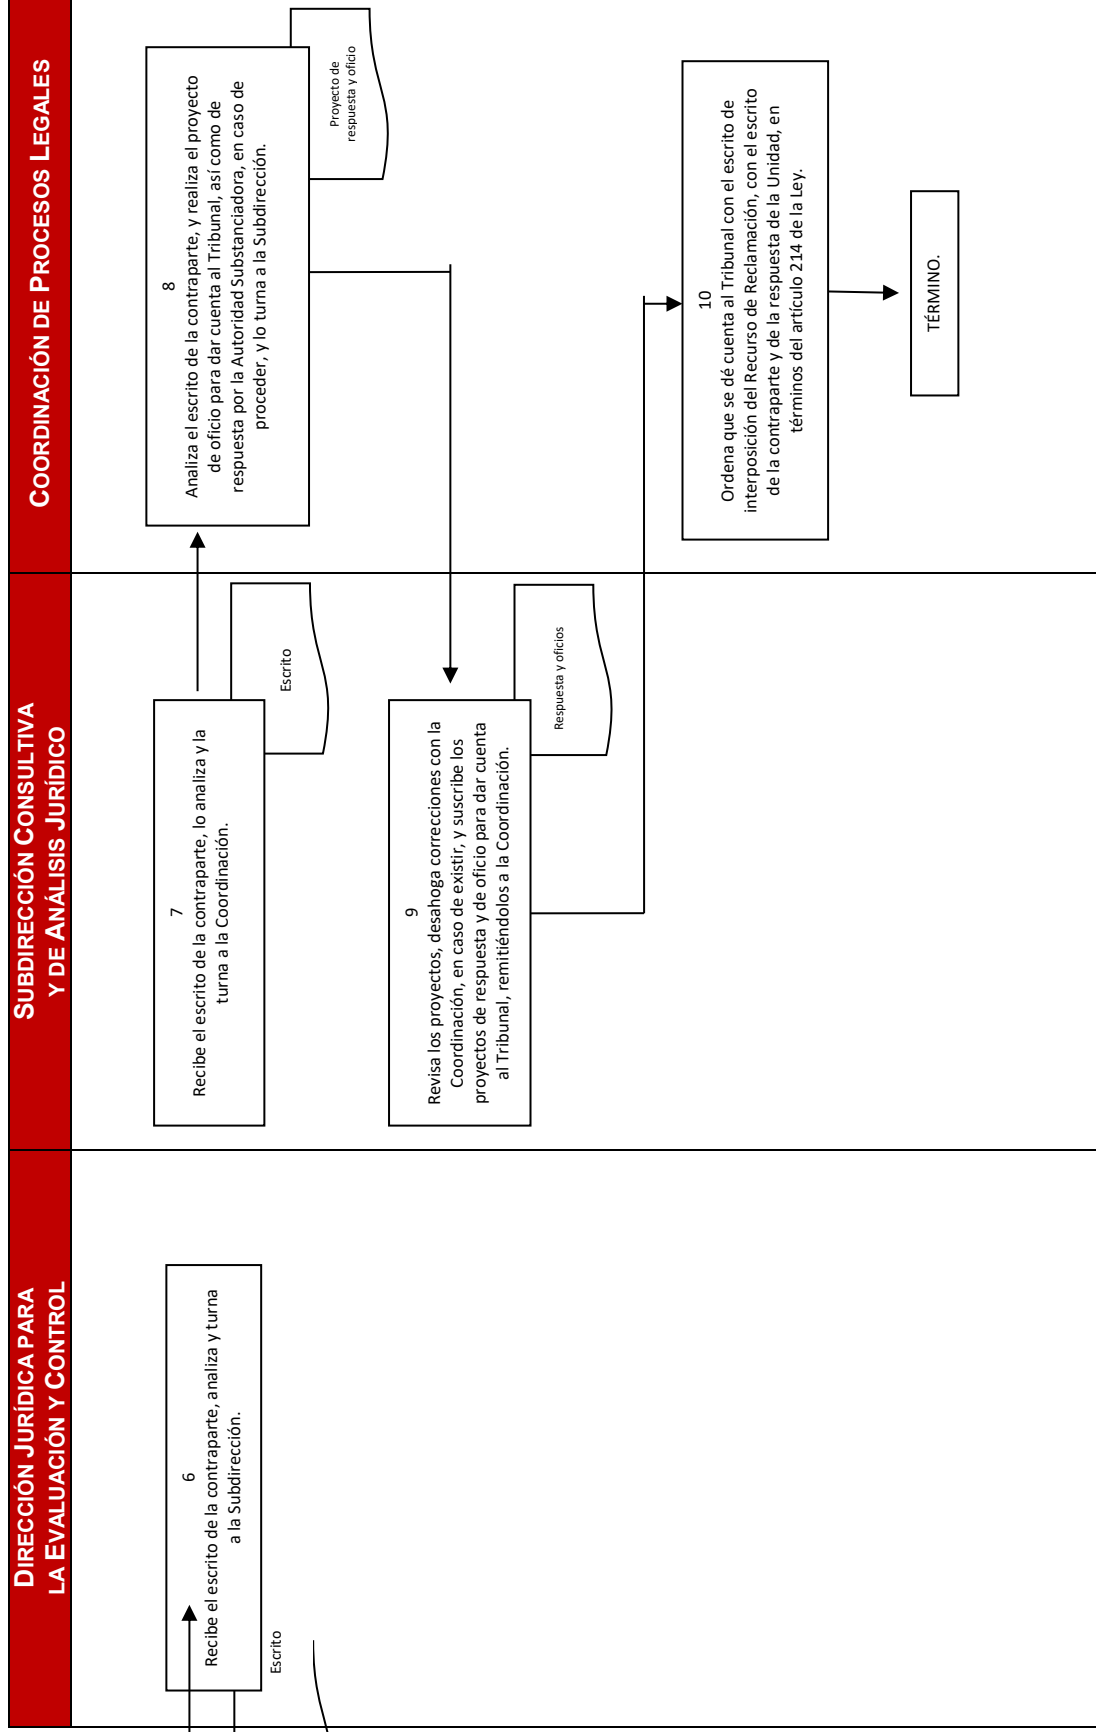 DIRECCIÓN JURÍDICA PARA
LA EVALUACIÓN Y CONTROL
SUBDIRECCIÓN CONSULTIVA
Y DE ANÁLISIS JURÍDICO
COORDINACIÓN DE PROCESOS LEGALES
6
Recibe el escrito de la contraparte, analiza y turna
a la Subdirección.
Escrito
7
Recibe el escrito de la contraparte, lo analiza y la
turna a la Coordinación.
Escrito
8
Analiza el escrito de la contraparte, y realiza el proyecto
de oficio para dar cuenta al Tribunal, así como de
respuesta por la Autoridad Substanciadora, en caso de
proceder, y lo turna a la Subdirección.
Proyecto de
respuesta y oficio
9
Revisa los proyectos, desahoga correcciones con la
Coordinación, en caso de existir, y suscribe los
proyectos de respuesta y de oficio para dar cuenta
al Tribunal, remitiéndolos a la Coordinación.
Respuesta y oficios
10
Ordena que se dé cuenta al Tribunal con el escrito de
interposición del Recurso de Reclamación, con el escrito
de la contraparte y de la respuesta de la Unidad, en
términos del artículo 214 de la Ley.
TÉRMINO.